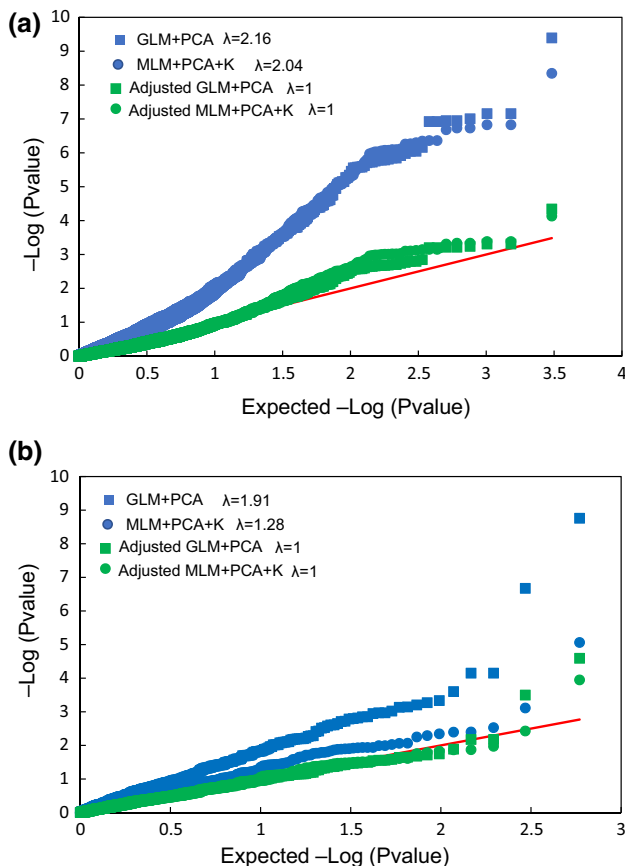 (a)
10
9
8
7
6
5
4
3
2
1
0
–Log (Pvalue)
GLM+PCA λ=2.16
MLM+PCA+K λ=2.04
Adjusted GLM+PCA λ=1
Adjusted MLM+PCA+K λ=1
0 0.5 1 1.5 2 2.5 3 3.5 4
Expected –Log (Pvalue)
(b)
10
9
8
7
6
5
4
3
2
1
0
–Log (Pvalue)
GLM+PCA λ=1.91
MLM+PCA+K λ=1.28
Adjusted GLM+PCA λ=1
Adjusted MLM+PCA+K λ=1
0 0.5 1 1.5 2 2.5 3
Expected –Log (Pvalue)